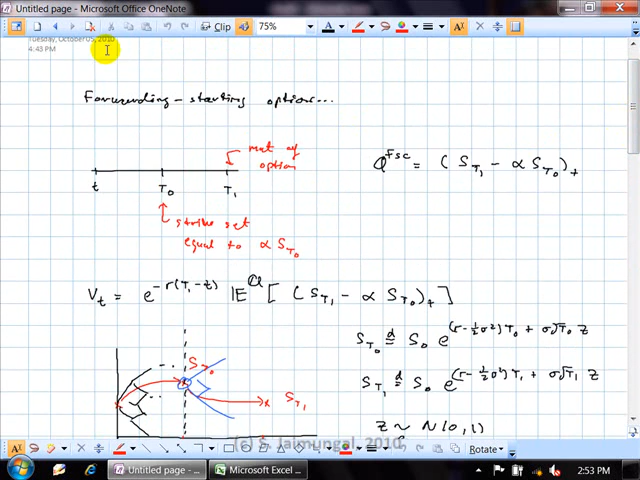 Untitled page - Microsoft Office OneNote
Clip 75%
Tuesday, October 05, 2010
4:43 PM
Forwarding-starting option...
mat of
option
t T₀ T₁
φ^FSC = (S_T₁ - α S_T₀)₊
strike set
equal to α S_T₀
V_t = e^{-r(T₁-t)} 𝔼^ℚ [ (S_T₁ - α S_T₀)₊ ]
S_T₀ =^d S₀ e^{(r-½σ²)T₀ + σ√T₀ Z}
S_T₀
S_T₁
S_T₁ =^d S₀ e^{(r-½σ²)T₁ + σ√T₁ Z}
Z ~ N(0,1)
(c) S. Jaimungal, 2010
Rotate
Untitled page - ... Microsoft Excel ... 2:53 PM